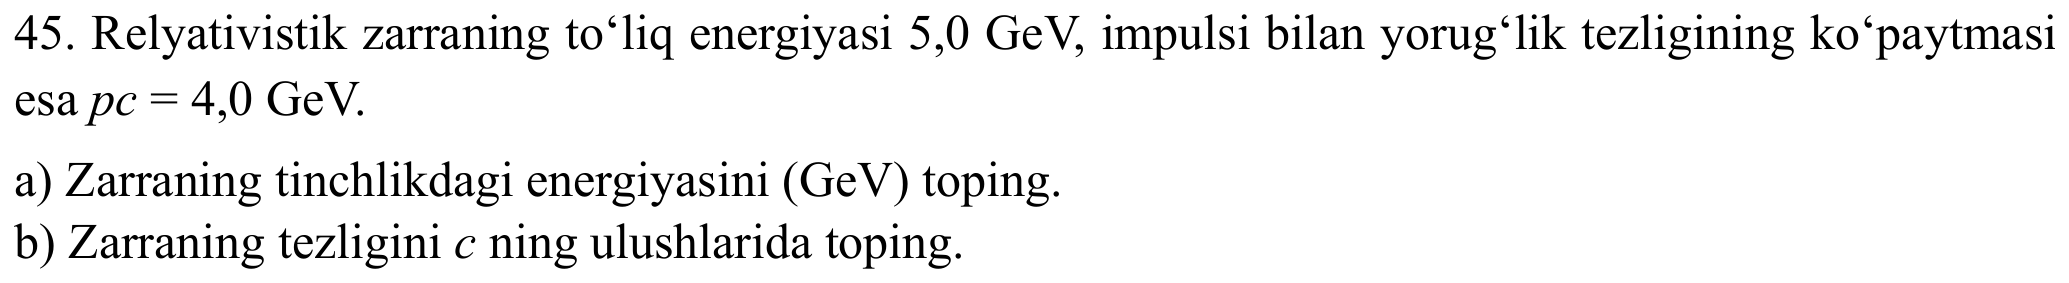 45. Relyativistik zarraning to‘liq energiyasi 5,0 GeV, impulsi bilan yorug‘lik tezligining ko‘paytmasi
esa pc = 4,0 GeV.
a) Zarraning tinchlikdagi energiyasini (GeV) toping.
b) Zarraning tezligini c ning ulushlarida toping.